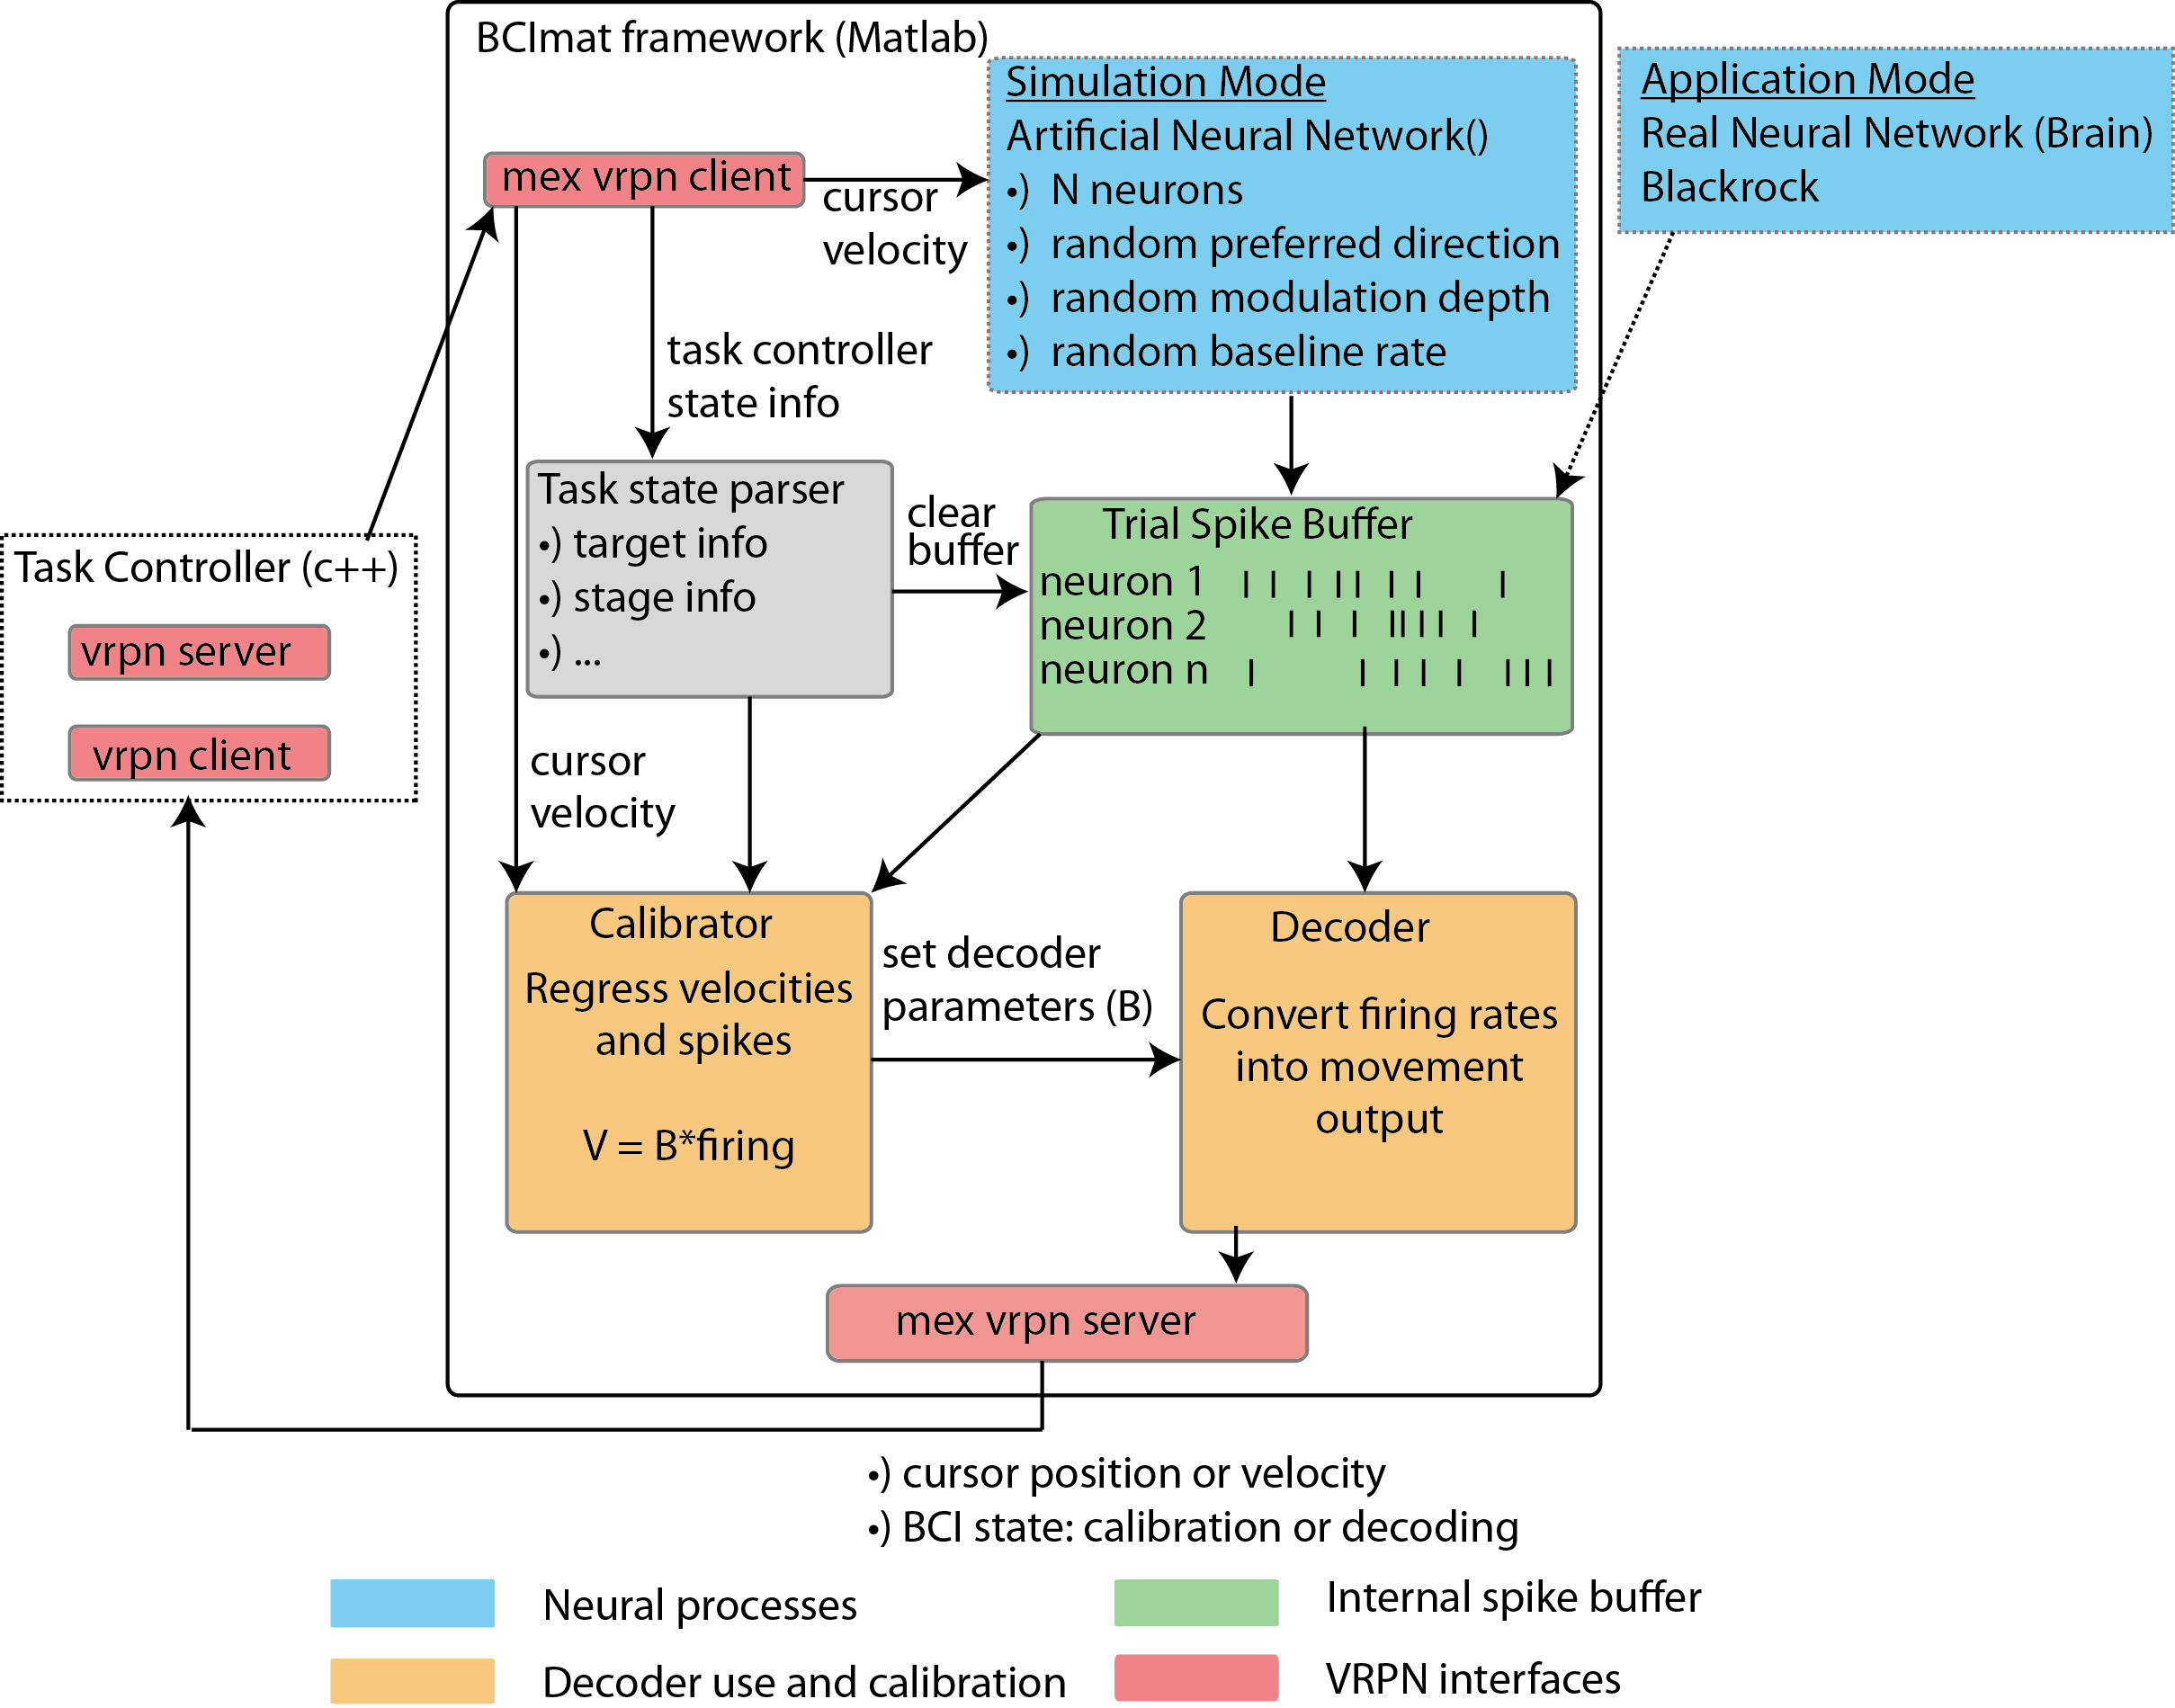 BCImat framework (Matlab)
Simulation Mode
Artificial Neural Network()
•) N neurons
•) random preferred direction
•) random modulation depth
•) random baseline rate
Application Mode
Real Neural Network (Brain)
Blackrock
mex vrpn client
cursor
velocity
task controller
state info
Task state parser
•) target info
•) stage info
•) ...
clear
buffer
Trial Spike Buffer
neuron 1
neuron 2
neuron n
Task Controller (c++)
vrpn server
vrpn client
cursor
velocity
Calibrator
Regress velocities
and spikes
V = B*firing
set decoder
parameters (B)
Decoder
Convert firing rates
into movement
output
mex vrpn server
•) cursor position or velocity
•) BCI state: calibration or decoding
Neural processes
Internal spike buffer
Decoder use and calibration
VRPN interfaces